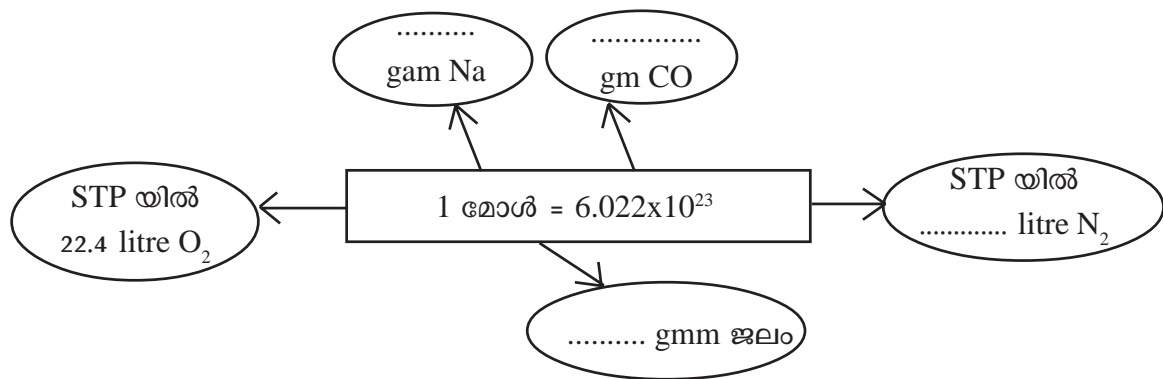 ..........
gam Na
..............
gm CO
STP യിൽ
22.4 litre O₂
1 മോൾ = 6.022x10²³
STP യിൽ
............. litre N₂
.......... gmm ജലം